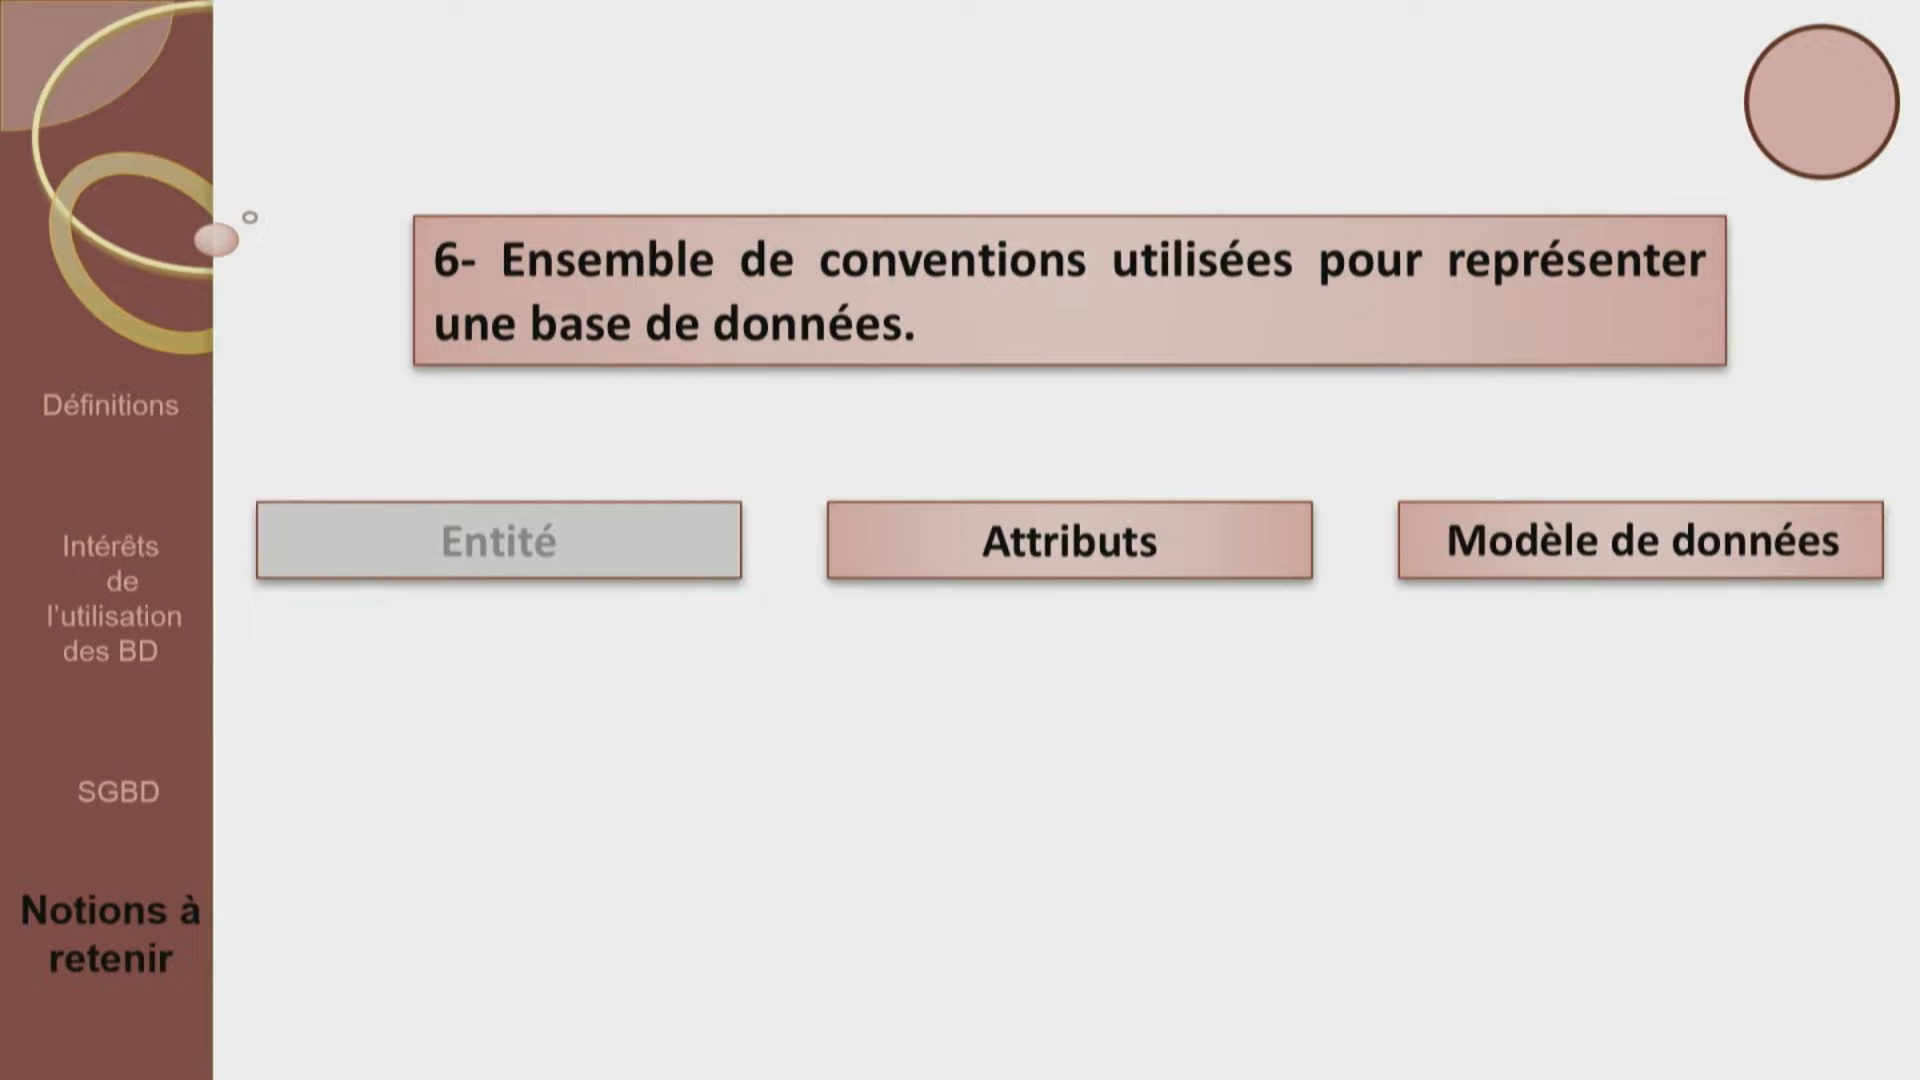 6- Ensemble de conventions utilisées pour représenter
une base de données.
Entité
Attributs
Modèle de données
Définitions
Intérêts
de
l'utilisation
des BD
SGBD
Notions à
retenir